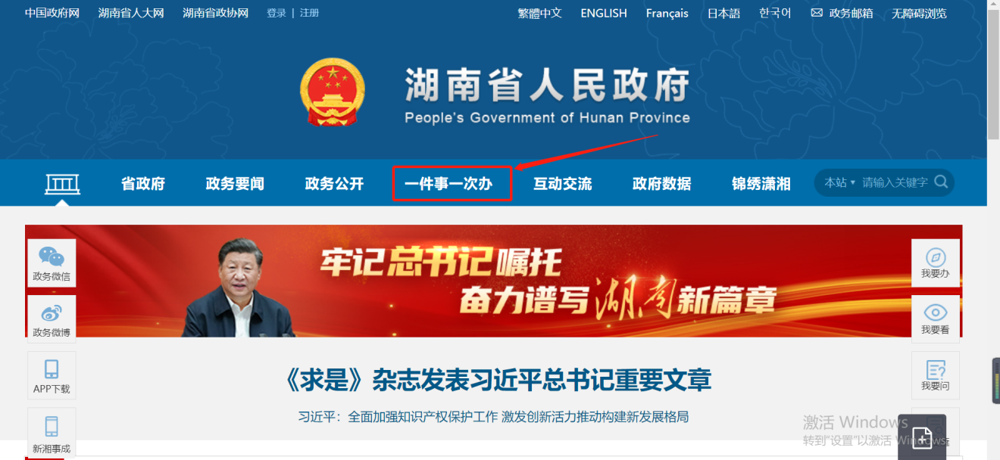 中国政府网 湖南省人大网 湖南省政协网 登录 | 注册 繁體中文 ENGLISH Français 日本語 한국어 政务邮箱 无障碍浏览
湖南省人民政府
People's Government of Hunan Province
省政府 政务要闻 政务公开 一件事一次办 互动交流 政府数据 锦绣潇湘 本站 请输入关键字
牢记总书记嘱托
奋力谱写湖南新篇章
政务微信
我要办
政务微博
我要看
APP下载
我要问
新湘事成
《求是》杂志发表习近平总书记重要文章
习近平：全面加强知识产权保护工作 激发创新活力推动构建新发展格局
激活 Windows
转到"设置"以激活 Windows